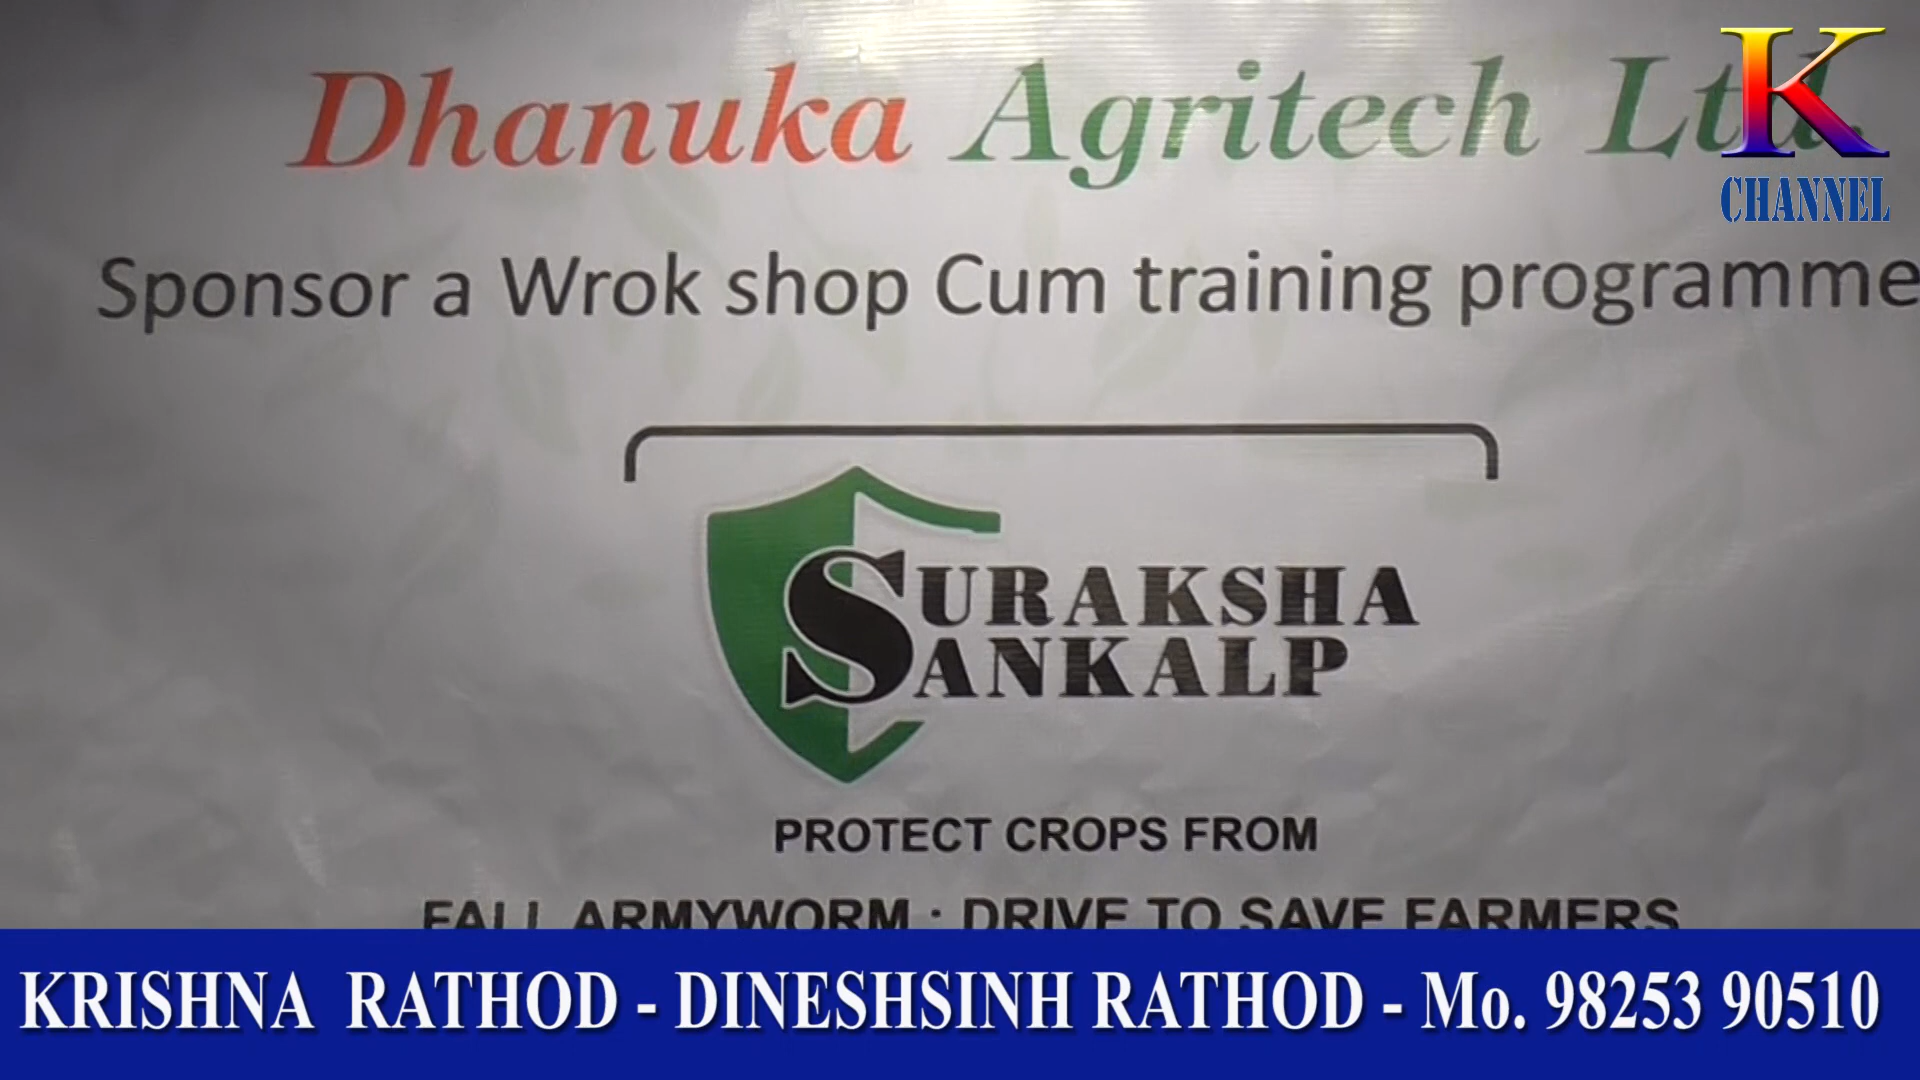 Dhanuka Agritech Ltd.
K
CHANNEL
Sponsor a Wrok shop Cum training programme
SURAKSHA
SANKALP
PROTECT CROPS FROM
FALL ARMYWORM : DRIVE TO SAVE FARMERS
KRISHNA RATHOD - DINESHSINH RATHOD - Mo. 98253 90510